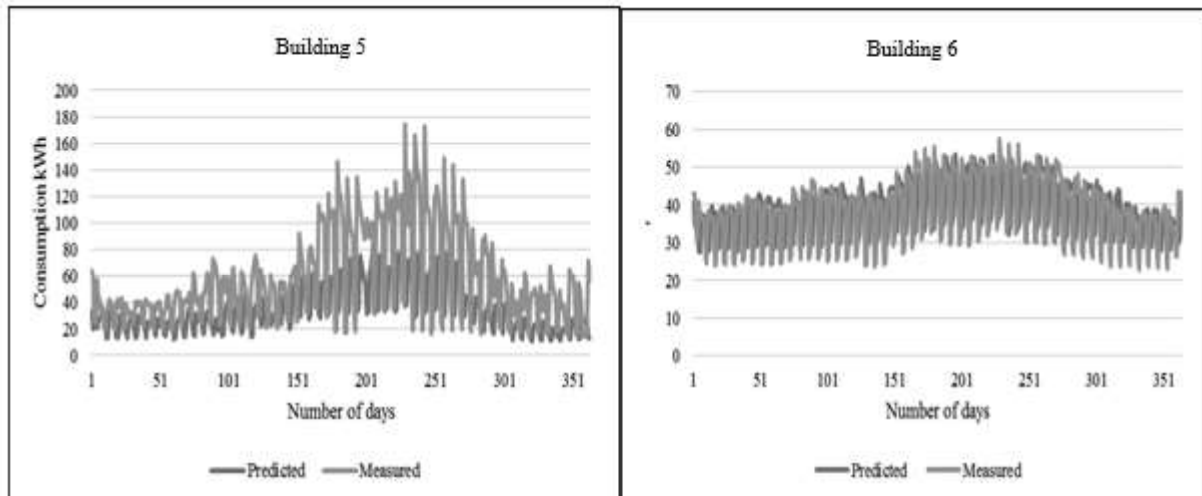 Building 5
200
180
160
140
120
100
80
60
40
20
0
Consumption kWh
1 51 101 151 201 251 301 351
Number of days
Predicted Measured
Building 6
70
60
50
40
30
20
10
0
1 51 101 151 201 251 301 351
Number of days
Predicted Measured